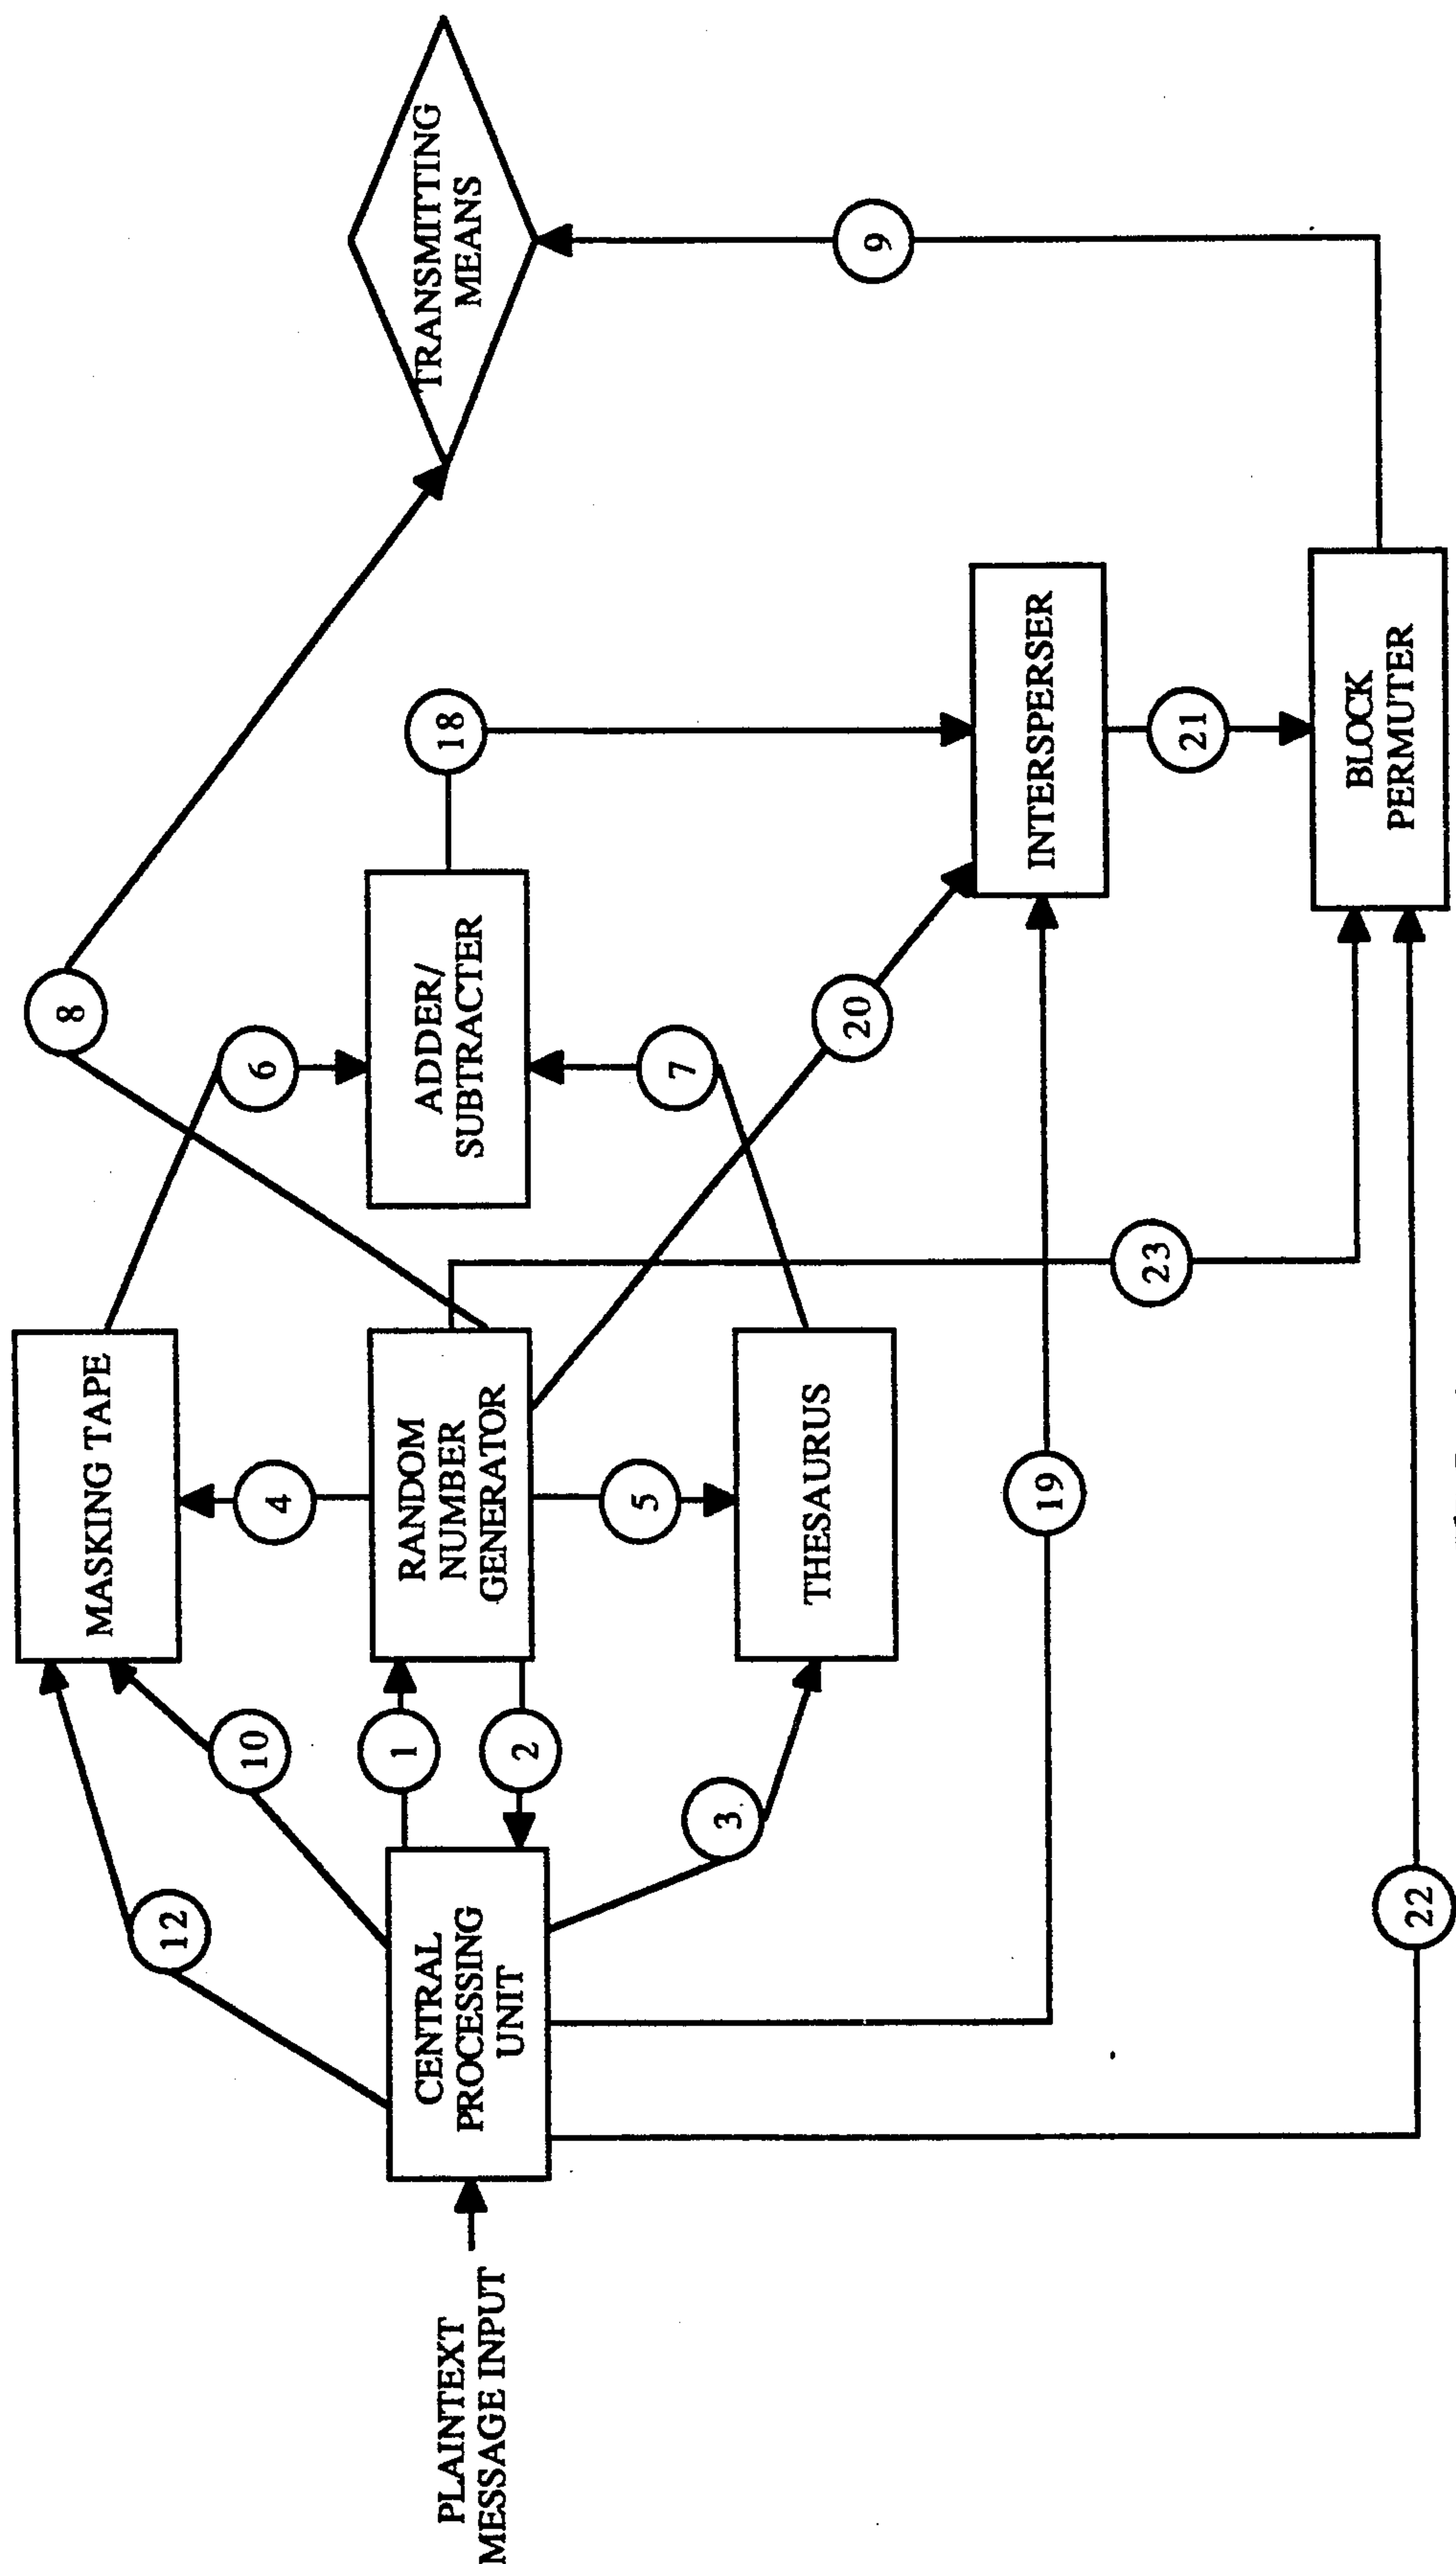 PLAINTEXT
MESSAGE INPUT
CENTRAL
PROCESSING
UNIT
12
10
1
2
3
19
22
MASKING TAPE
4
RANDOM
NUMBER
GENERATOR
5
THESAURUS
8
6
ADDER/
SUBTRACTER
7
20
23
18
INTERSPERSER
21
BLOCK
PERMUTER
9
TRANSMITTING
MEANS